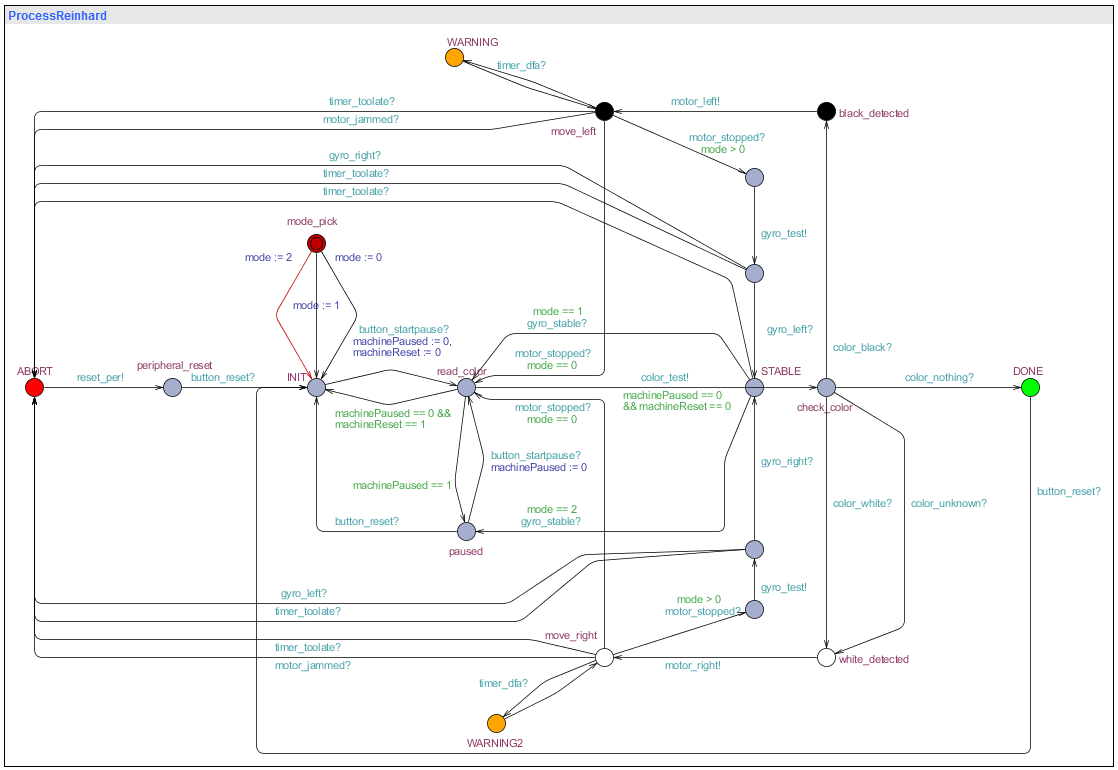 ProcessReinhard
WARNING
timer_dfa?
timer_toolate?
motor_left!
motor_jammed?
black_detected
move_left
motor_stopped?
mode > 0
gyro_right?
timer_toolate?
timer_toolate?
mode_pick
gyro_test!
mode := 2
mode := 0
mode := 1
mode == 1
gyro_stable?
button_startpause?
machinePaused := 0,
machineReset := 0
gyro_left?
color_black?
motor_stopped?
mode == 0
ABORT
peripheral_reset
reset_per!
button_reset?
INIT
read_color
color_test!
STABLE
color_nothing?
DONE
machinePaused == 0
&& machineReset == 0
check_color
machinePaused == 0 &&
machineReset == 1
motor_stopped?
mode == 0
button_startpause?
machinePaused := 0
gyro_right?
machinePaused == 1
button_reset?
color_white?
color_unknown?
mode == 2
gyro_stable?
button_reset?
paused
gyro_left?
timer_toolate?
gyro_test!
mode > 0
motor_stopped?
move_right
timer_toolate?
motor_jammed?
motor_right!
white_detected
timer_dfa?
WARNING2